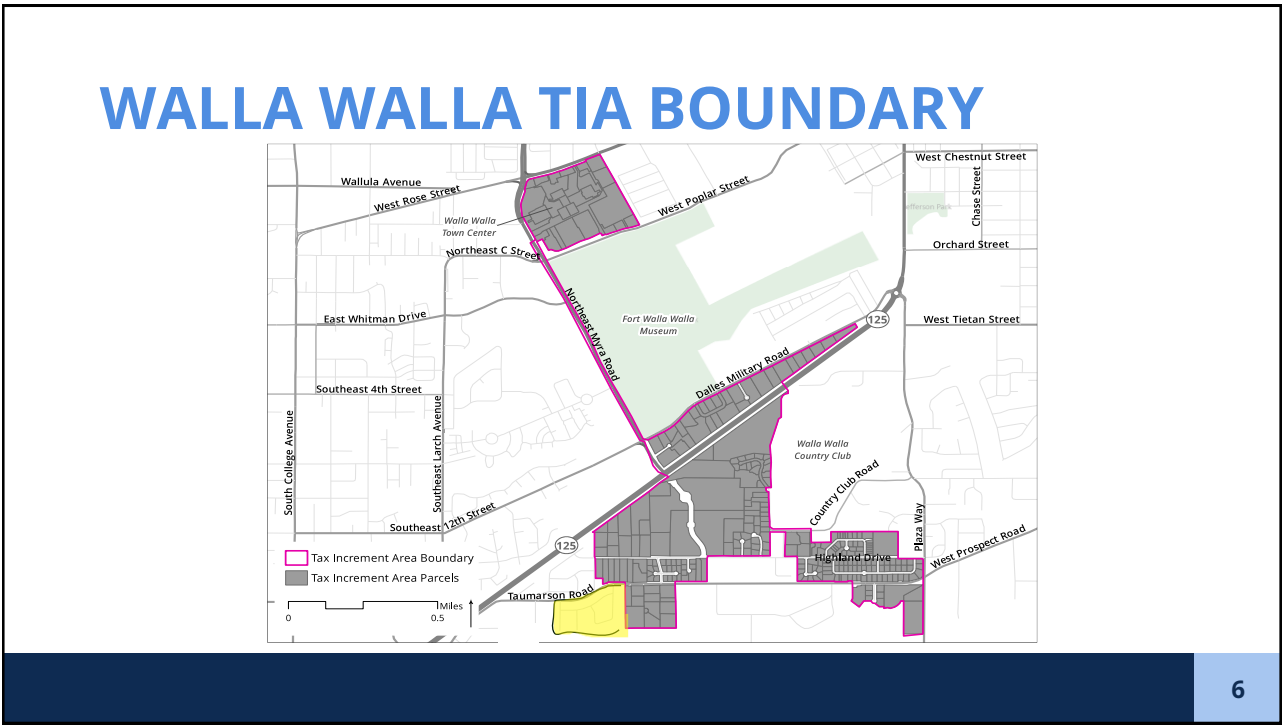 WALLA WALLA TIA BOUNDARY
West Chestnut Street
Wallula Avenue
West Rose Street
West Poplar Street
Chase Street
Jefferson Park
Walla Walla
Town Center
Northeast C Street
Orchard Street
East Whitman Drive
Northeast Myra Road
Fort Walla Walla
Museum
125
West Tietan Street
Dalles Military Road
Southeast 4th Street
South College Avenue
Southeast Larch Avenue
Walla Walla
Country Club
Country Club Road
Southeast 12th Street
Plaza Way
West Prospect Road
125
Highland Drive
Tax Increment Area Boundary
Tax Increment Area Parcels
Taumarson Road
Miles
0
0.5
6